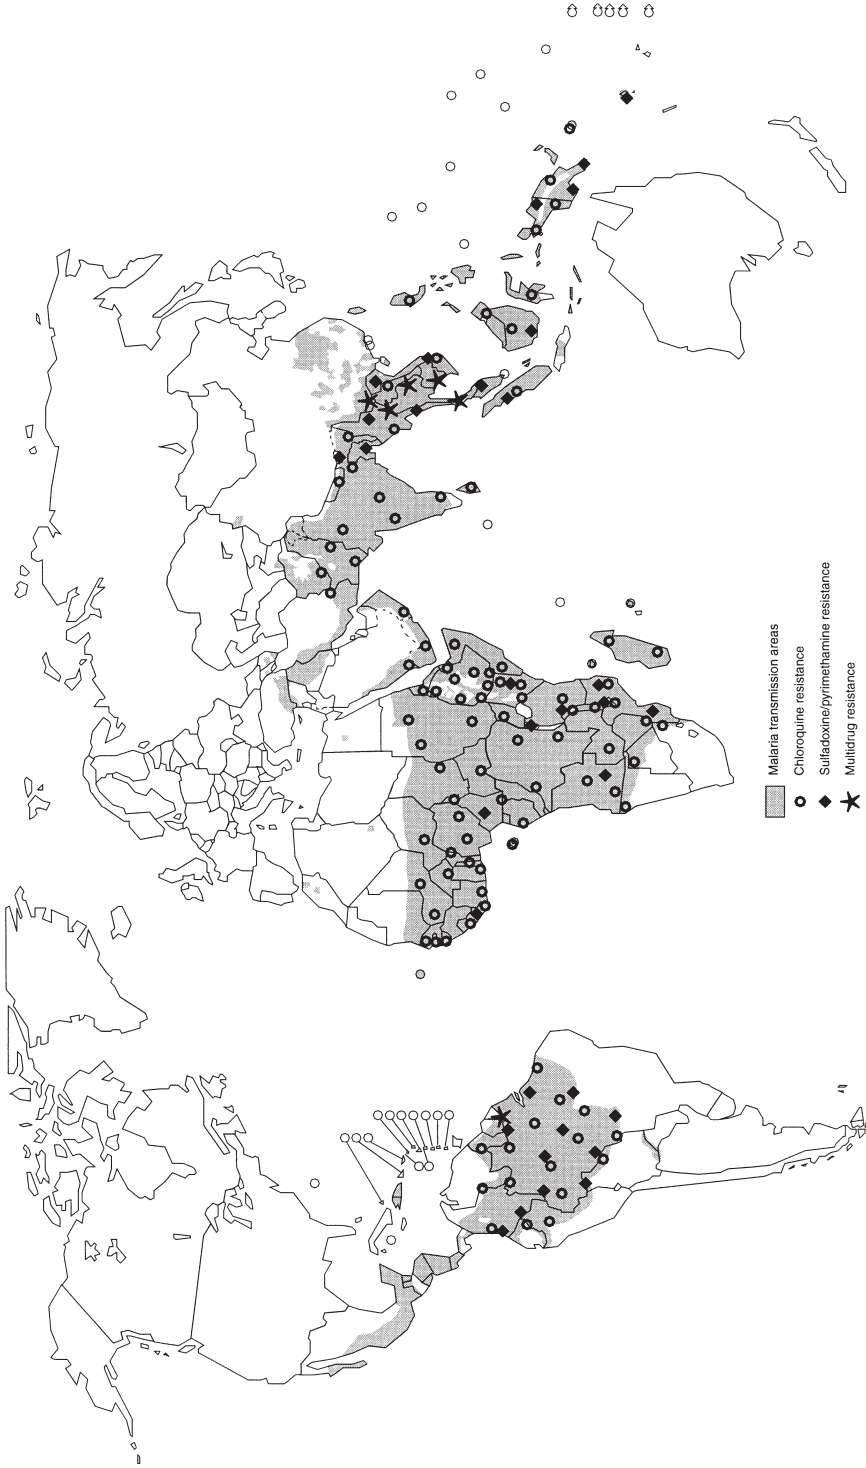 Malaria transmission areas
Chloroquine resistance
Sulfadoxine/pyrimethamine resistance
Multidrug resistance